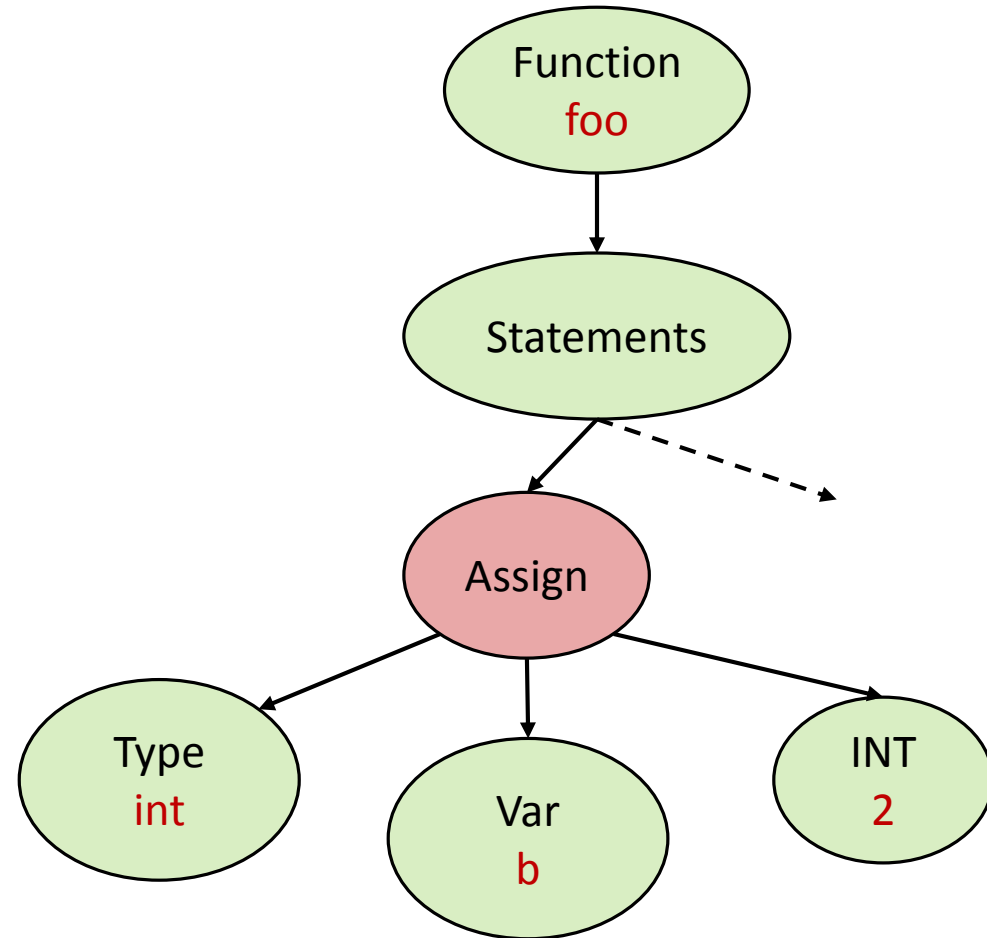 Function
foo
Statements
Assign
Type
int
Var
b
INT
2